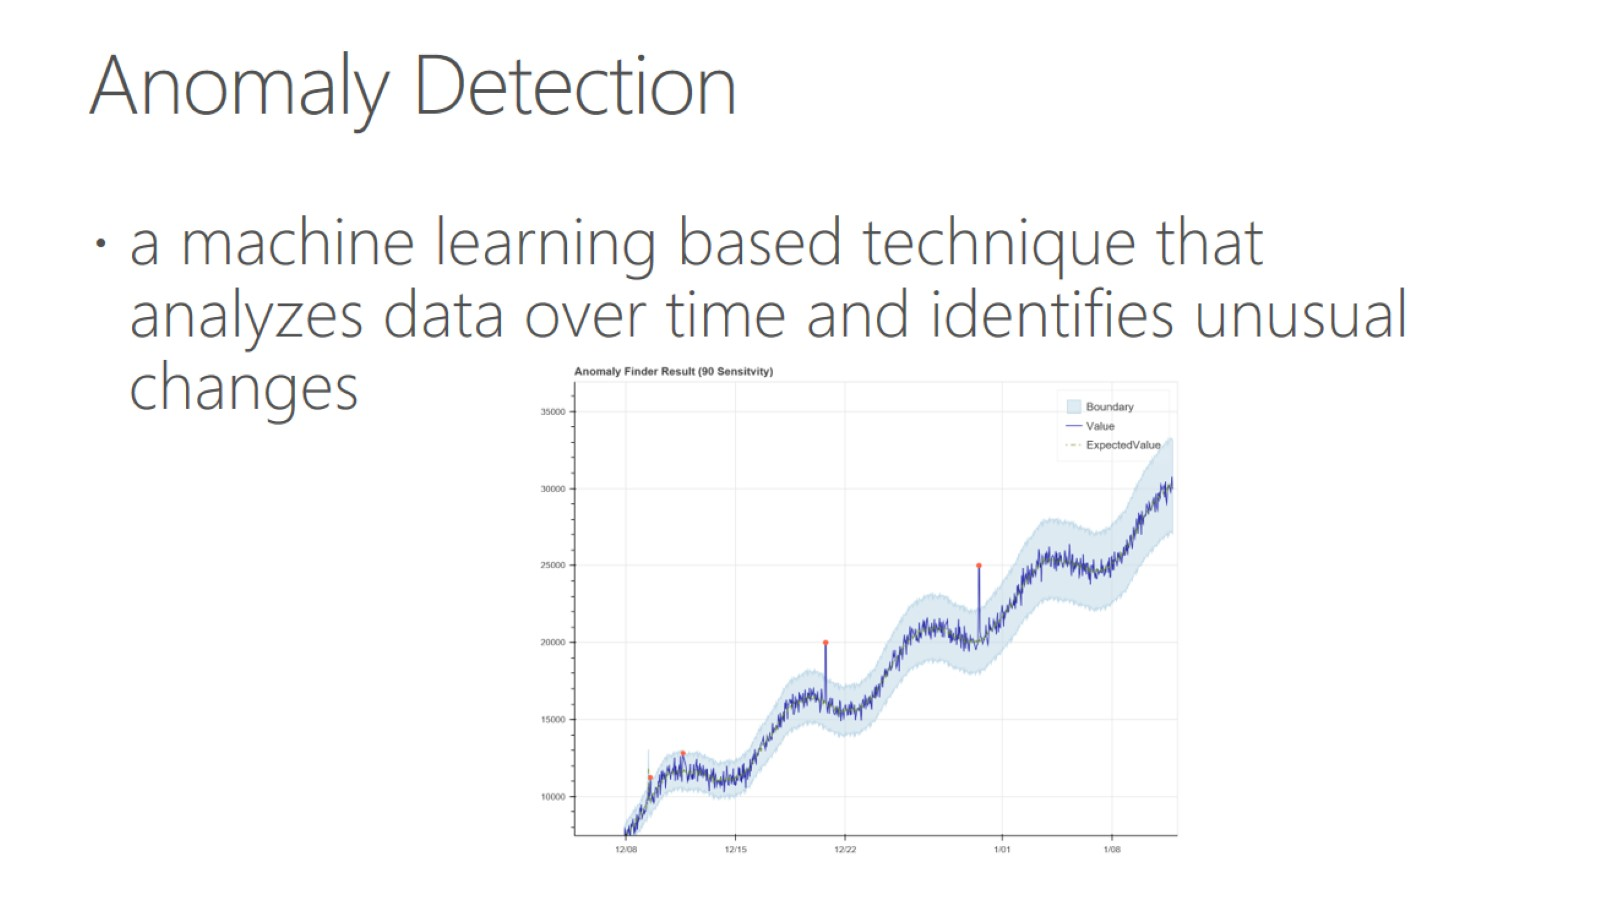 Anomaly Detection
• a machine learning based technique that
analyzes data over time and identifies unusual
changes
Anomaly Finder Result (90 Sensitvity)
Boundary
Value
ExpectedValue
35000
30000
25000
20000
15000
10000
12/08
12/15
12/22
1/01
1/08